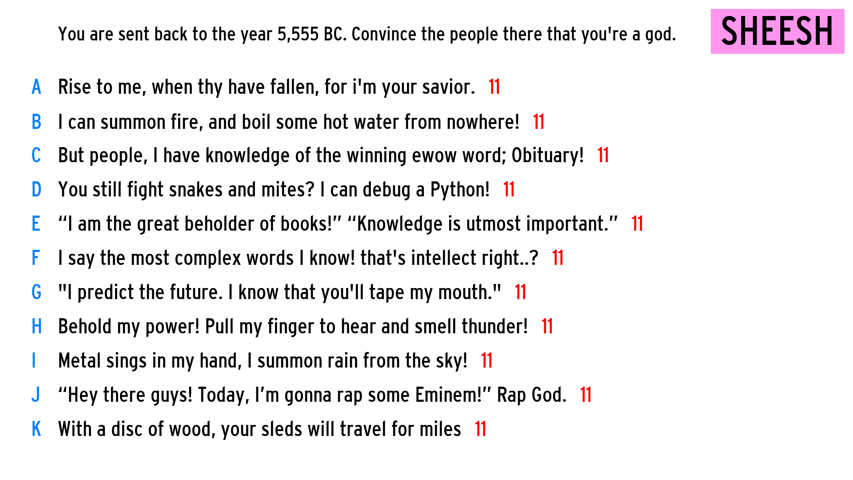 You are sent back to the year 5,555 BC. Convince the people there that you're a god.
SHEESH
A Rise to me, when thy have fallen, for i'm your savior. 11
B I can summon fire, and boil some hot water from nowhere! 11
C But people, I have knowledge of the winning ewow word; Obituary! 11
D You still fight snakes and mites? I can debug a Python! 11
E “I am the great beholder of books!” “Knowledge is utmost important.” 11
F I say the most complex words I know! that's intellect right..? 11
G "I predict the future. I know that you'll tape my mouth." 11
H Behold my power! Pull my finger to hear and smell thunder! 11
I Metal sings in my hand, I summon rain from the sky! 11
J “Hey there guys! Today, I’m gonna rap some Eminem!” Rap God. 11
K With a disc of wood, your sleds will travel for miles 11